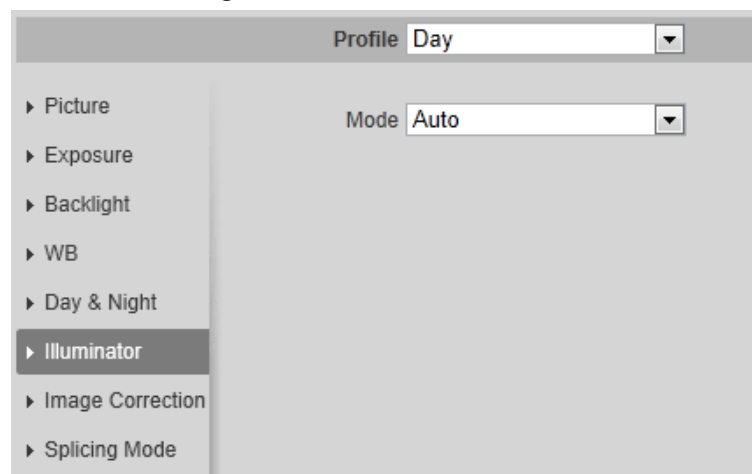 Profile Day
Picture
Mode Auto
Exposure
Backlight
WB
Day & Night
Illuminator
Image Correction
Splicing Mode